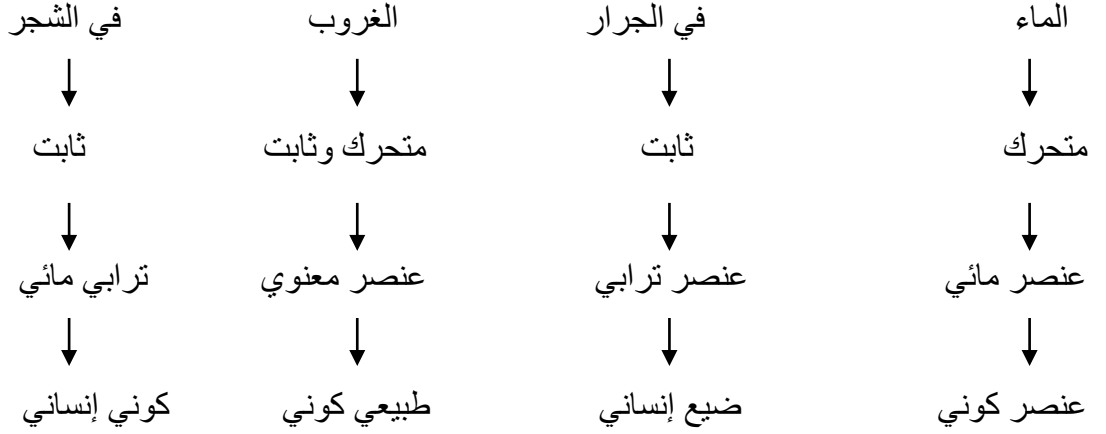 الماء في الجرار الغروب في الشجر
متحرك ثابت متحرك وثابت ثابت
عنصر مائي عنصر ترابي عنصر معنوي ترابي مائي
عنصر كوني ضيع إنساني طبيعي كوني كوني إنساني